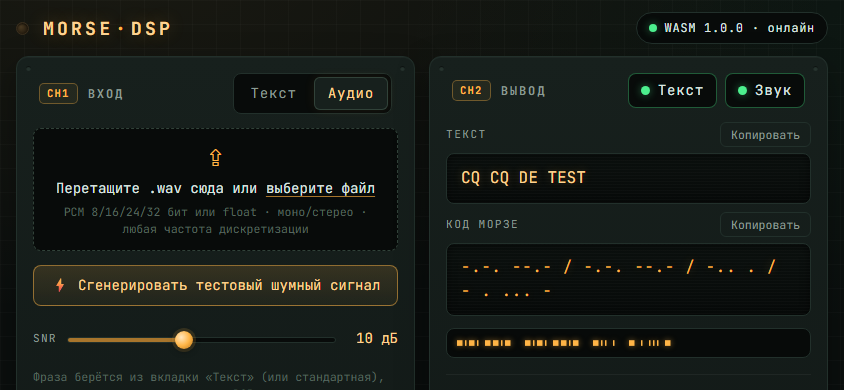 MORSE·DSP
WASM 1.0.0 · онлайн
CH1 ВХОД
Текст
Аудио
Перетащите .wav сюда или выберите файл
PCM 8/16/24/32 бит или float · моно/стерео ·
любая частота дискретизации
Сгенерировать тестовый шумный сигнал
SNR
10 дБ
Фраза берётся из вкладки «Текст» (или стандартная),
CH2 ВЫВОД
Текст
Звук
ТЕКСТ
Копировать
CQ CQ DE TEST
КОД МОРЗЕ
Копировать
-.-. --.- / -.-. --.- / -.. . /
- . ... -